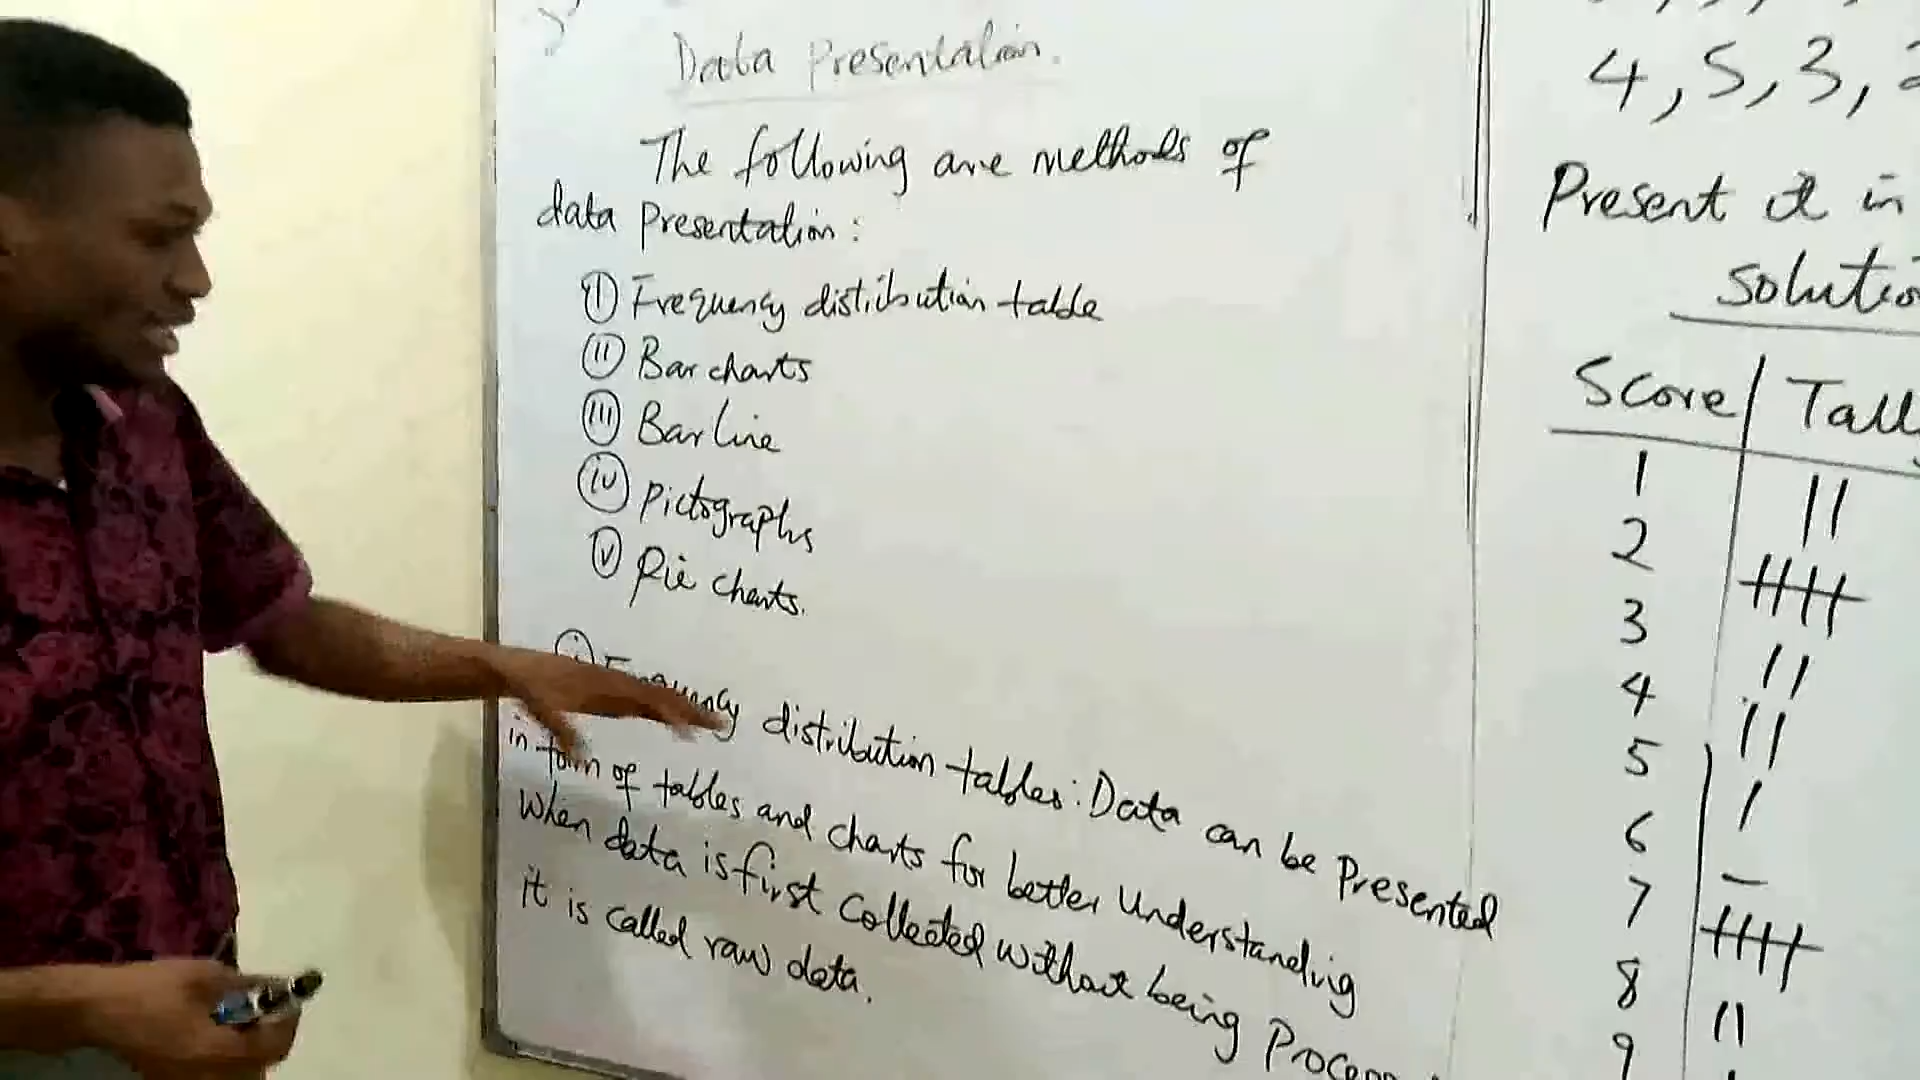 Data Presentation.
The following are methods of
data Presentation:
(i) Frequency distribution table
(ii) Bar charts
(iii) Bar line
(iv) Pictographs
(v) Pie charts.
(i) Frequency distribution tables: Data can be Presented
in form of tables and charts for better Understanding
When data is first Collected without being
it is called raw data.
4, 5, 3,
Present it in
Score | Tally
1 ||
2 ||||
3 ||
4 ||
5 |
6 –
7 ||||
8 ||
9